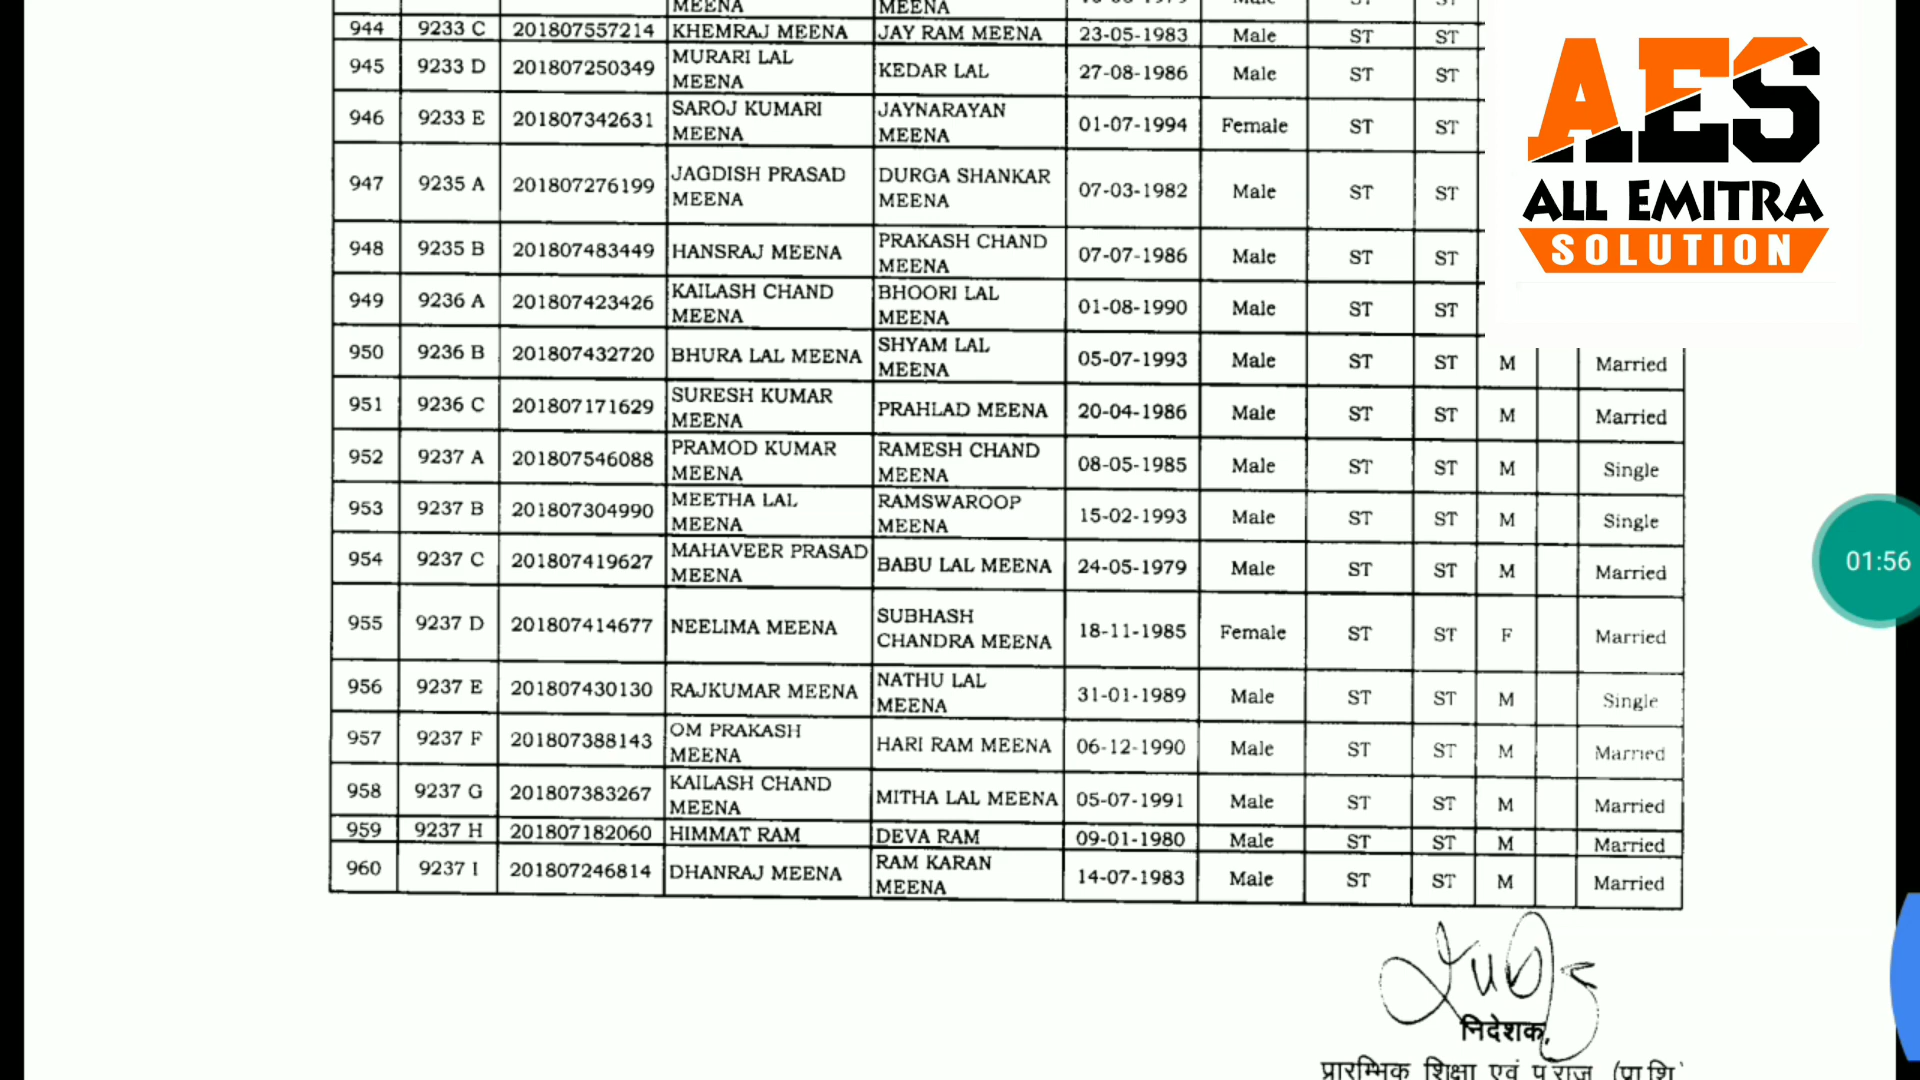 MEENA MEENA
944 9233 C 201807557214 KHEMRAJ MEENA JAY RAM MEENA 23-05-1983 Male ST ST
945 9233 D 201807250349 MURARI LAL MEENA KEDAR LAL 27-08-1986 Male ST ST
946 9233 E 201807342631 SAROJ KUMARI MEENA JAYNARAYAN MEENA 01-07-1994 Female ST ST
947 9235 A 201807276199 JAGDISH PRASAD MEENA DURGA SHANKAR MEENA 07-03-1982 Male ST ST
948 9235 B 201807483449 HANSRAJ MEENA PRAKASH CHAND MEENA 07-07-1986 Male ST ST
949 9236 A 201807423426 KAILASH CHAND MEENA BHOORI LAL MEENA 01-08-1990 Male ST ST
950 9236 B 201807432720 BHURA LAL MEENA SHYAM LAL MEENA 05-07-1993 Male ST ST M Married
951 9236 C 201807171629 SURESH KUMAR MEENA PRAHLAD MEENA 20-04-1986 Male ST ST M Married
952 9237 A 201807546088 PRAMOD KUMAR MEENA RAMESH CHAND MEENA 08-05-1985 Male ST ST M Single
953 9237 B 201807304990 MEETHA LAL MEENA RAMSWAROOP MEENA 15-02-1993 Male ST ST M Single
954 9237 C 201807419627 MAHAVEER PRASAD MEENA BABU LAL MEENA 24-05-1979 Male ST ST M Married
955 9237 D 201807414677 NEELIMA MEENA SUBHASH CHANDRA MEENA 18-11-1985 Female ST ST F Married
956 9237 E 201807430130 RAJKUMAR MEENA NATHU LAL MEENA 31-01-1989 Male ST ST M Single
957 9237 F 201807388143 OM PRAKASH MEENA HARI RAM MEENA 06-12-1990 Male ST ST M Married
958 9237 G 201807383267 KAILASH CHAND MEENA MITHA LAL MEENA 05-07-1991 Male ST ST M Married
959 9237 H 201807182060 HIMMAT RAM DEVA RAM 09-01-1980 Male ST ST M Married
960 9237 I 201807246814 DHANRAJ MEENA RAM KARAN MEENA 14-07-1983 Male ST ST M Married
AES
ALL EMITRA
SOLUTION
01:56
निदेशक,
प्रारम्भिक शिक्षा एवं